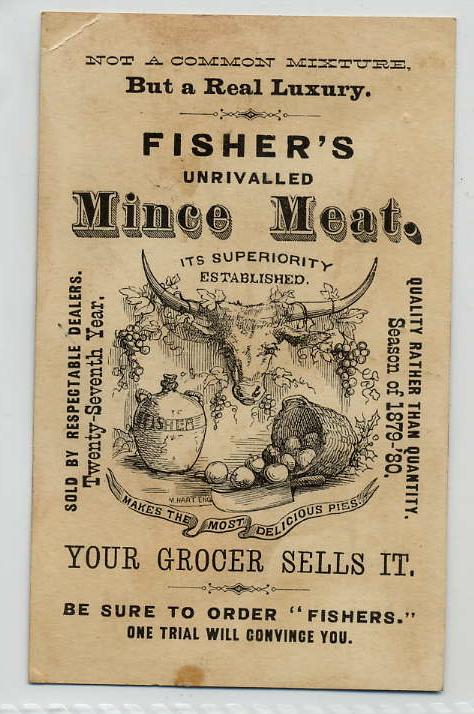 NOT A COMMON MIXTURE,
But a Real Luxury.
FISHER'S
UNRIVALLED
Mince Meat.
ITS SUPERIORITY
ESTABLISHED.
SOLD BY RESPECTABLE DEALERS.
Twenty-Seventh Year.
QUALITY RATHER THAN QUANTITY.
Season of 1879-'80.
FISHER
M. HART ENG
MAKES THE MOST DELICIOUS PIES.
YOUR GROCER SELLS IT.
BE SURE TO ORDER "FISHERS."
ONE TRIAL WILL CONVINCE YOU.